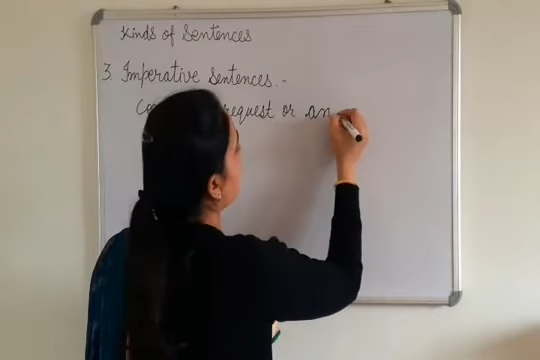 Kinds of Sentences
3. Imperative Sentences.-
request or an